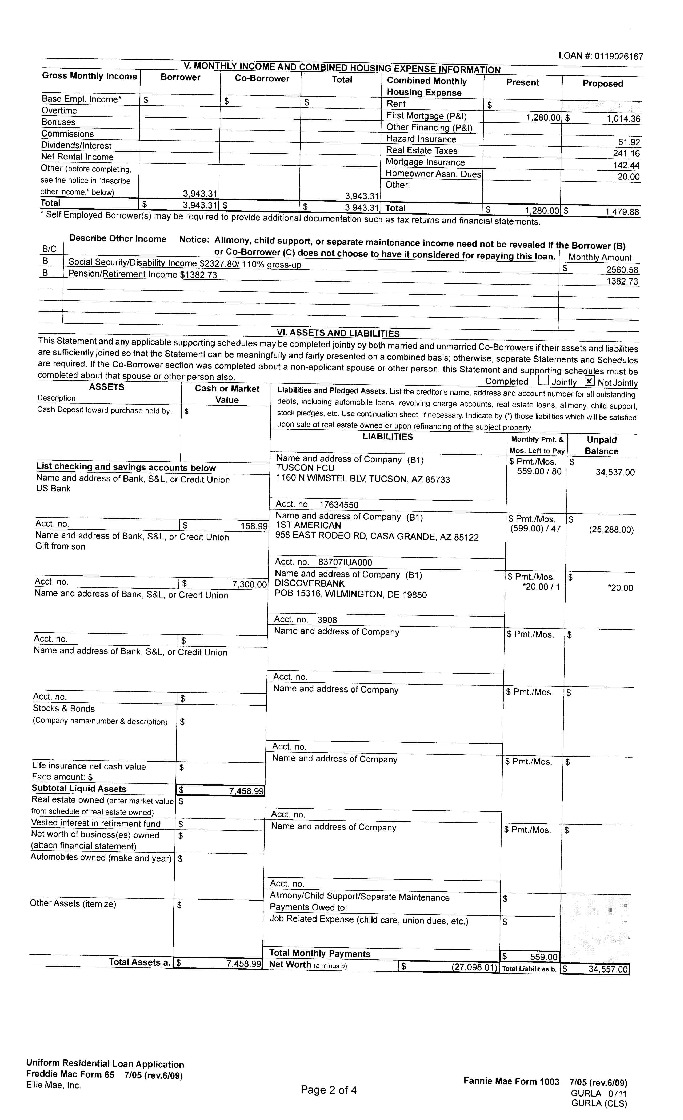 LOAN #: 0119026167
V. MONTHLY INCOME AND COMBINED HOUSING EXPENSE INFORMATION
Gross Monthly Income Borrower Co-Borrower Total Combined Monthly Housing Expense Present Proposed
Base Empl. Income* $ $ $ Rent $
Overtime First Mortgage (P&I) 1,280.00 $ 1,014.36
Bonuses Other Financing (P&I)
Commissions Hazard Insurance 61.92
Dividends/Interest Real Estate Taxes 241.16
Net Rental Income Mortgage Insurance 142.44
Other (before completing, Homeowner Assn. Dues 20.00
see the notice in "describe Other:
other income," below) 3,943.31 3,943.31
Total $ 3,943.31 $ $ 3,943.31 Total $ 1,280.00 $ 1,479.88
* Self Employed Borrower(s) may be required to provide additional documentation such as tax returns and financial statements.
Describe Other Income Notice: Alimony, child support, or separate maintenance income need not be revealed if the Borrower (B)
or Co-Borrower (C) does not choose to have it considered for repaying this loan.
B/C Monthly Amount
B Social Security/Disability Income $2327.80/ 110% gross-up $ 2560.58
B Pension/Retirement Income $1382.73 1382.73
VI. ASSETS AND LIABILITIES
This Statement and any applicable supporting schedules may be completed jointly by both married and unmarried Co-Borrowers if their assets and liabilities
are sufficiently joined so that the Statement can be meaningfully and fairly presented on a combined basis; otherwise, separate Statements and Schedules
are required. If the Co-Borrower section was completed about a non-applicant spouse or other person, this Statement and supporting schedules must be
completed about that spouse or other person also.
Completed Jointly X Not Jointly
ASSETS Cash or Market Value
Description
Cash Deposit toward purchase held by: $
Liabilities and Pledged Assets. List the creditor's name, address and account number for all outstanding
debts, including automobile loans, revolving charge accounts, real estate loans, alimony, child support,
stock pledges, etc. Use continuation sheet, if necessary. Indicate by (*) those liabilities which will be satisfied
upon sale of real estate owned or upon refinancing of the subject property.
LIABILITIES Monthly Pmt. & Mos. Left to Pay Unpaid Balance
List checking and savings accounts below
Name and address of Bank, S&L, or Credit Union
US Bank
Name and address of Company (B1) $ Pmt./Mos. $
TUSCON FCU 559.00 / 80 34,537.00
1160 N WIMSTEL BLV, TUCSON, AZ 85733
Acct. no. 17634550
Acct. no. $ 158.99
Name and address of Bank, S&L, or Credit Union
Gift from son
Name and address of Company (B1) $ Pmt./Mos. $
1ST AMERICAN (599.00) / 47 (25,288.00)
958 EAST RODEO RD, CASA GRANDE, AZ 85122
Acct. no. 83707IUA000
Acct. no. $ 7,300.00
Name and address of Bank, S&L, or Credit Union
Name and address of Company (B1) $ Pmt./Mos. $
DISCOVERBANK *20.00 / 1 *20.00
POB 15316, WILMINGTON, DE 19850
Acct. no. 3908
Acct. no. $
Name and address of Bank, S&L, or Credit Union
Name and address of Company $ Pmt./Mos. $
Acct. no. $
Stocks & Bonds
(Company name/number & description) $
Name and address of Company $ Pmt./Mos. $
Acct. no.
Name and address of Company $ Pmt./Mos. $
Life insurance net cash value $
Face amount: $
Subtotal Liquid Assets $ 7,458.99
Real estate owned (enter market value $
from schedule of real estate owned)
Vested interest in retirement fund $
Acct. no.
Name and address of Company $ Pmt./Mos. $
Net worth of business(es) owned $
(attach financial statement)
Automobiles owned (make and year) $
Acct. no.
Alimony/Child Support/Separate Maintenance $
Payments Owed to:
Other Assets (itemize) $
Job Related Expense (child care, union dues, etc.) $
Total Monthly Payments $ 559.00
Total Assets a. $ 7,458.99 Net Worth (a minus b) $ (27,098.01) Total Liabilities b. $ 34,557.00
Uniform Residential Loan Application
Freddie Mac Form 65 7/05 (rev.6/09)
Ellie Mae, Inc.
Page 2 of 4
Fannie Mae Form 1003 7/05 (rev.6/09)
GURLA 0711
GURLA (CLS)